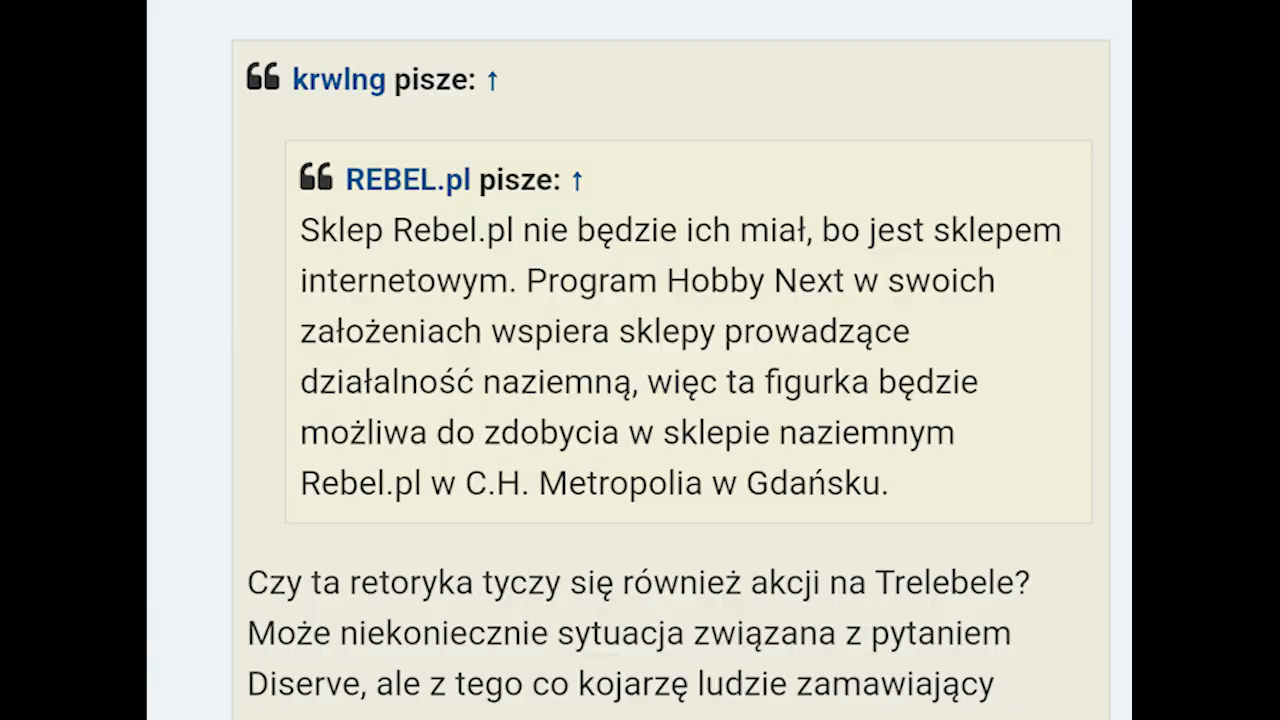 krwlng pisze: ↑
REBEL.pl pisze: ↑
Sklep Rebel.pl nie będzie ich miał, bo jest sklepem
internetowym. Program Hobby Next w swoich
założeniach wspiera sklepy prowadzące
działalność naziemną, więc ta figurka będzie
możliwa do zdobycia w sklepie naziemnym
Rebel.pl w C.H. Metropolia w Gdańsku.
Czy ta retoryka tyczy się również akcji na Trelebele?
Może niekoniecznie sytuacja związana z pytaniem
Diserve, ale z tego co kojarzę ludzie zamawiający